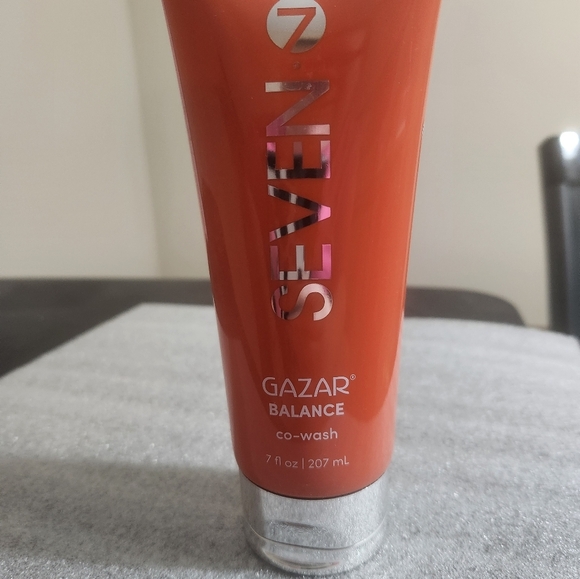 7
SEVEN
GAZAR®
BALANCE
co-wash
7 fl oz | 207 mL